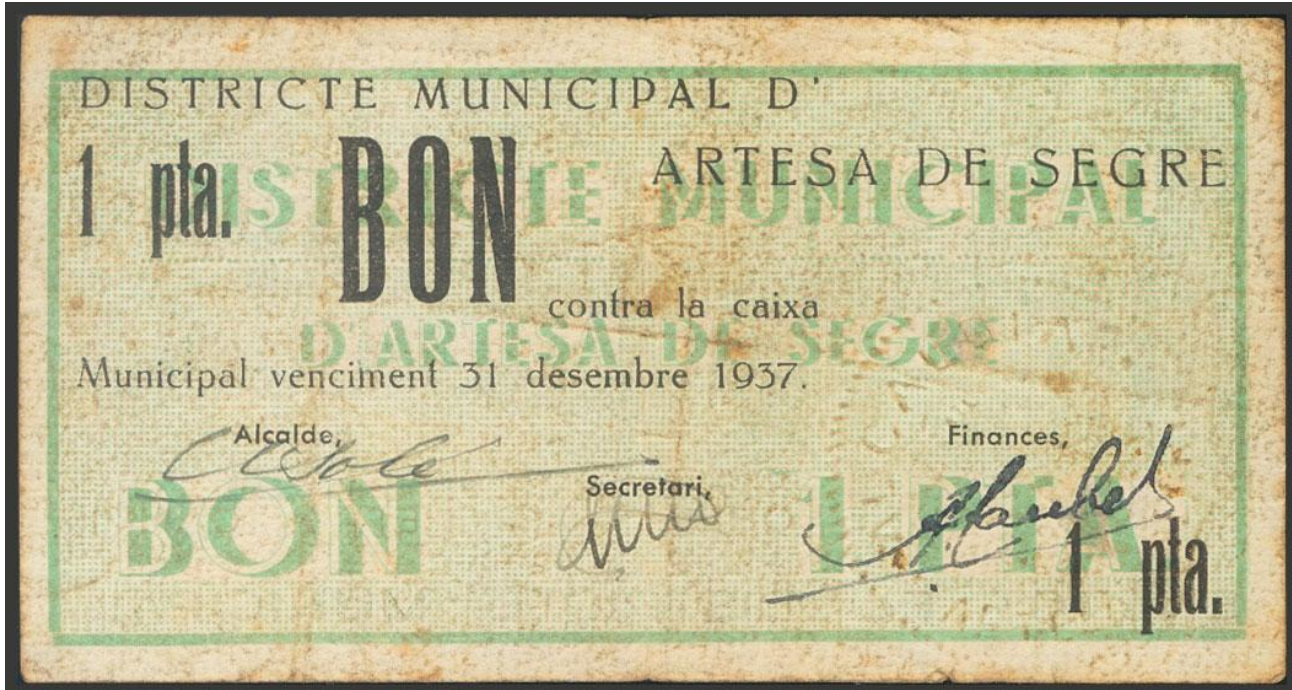 DISTRICTE MUNICIPAL D'
ARTESA DE SEGRE
1 pta. BON
DISTRICTE MUNICIPAL
contra la caixa
D'ARTESA DE SEGRE
Municipal venciment 31 desembre 1937.
Alcalde,
Finances,
Secretari,
BON 1 PTA
1 pta.